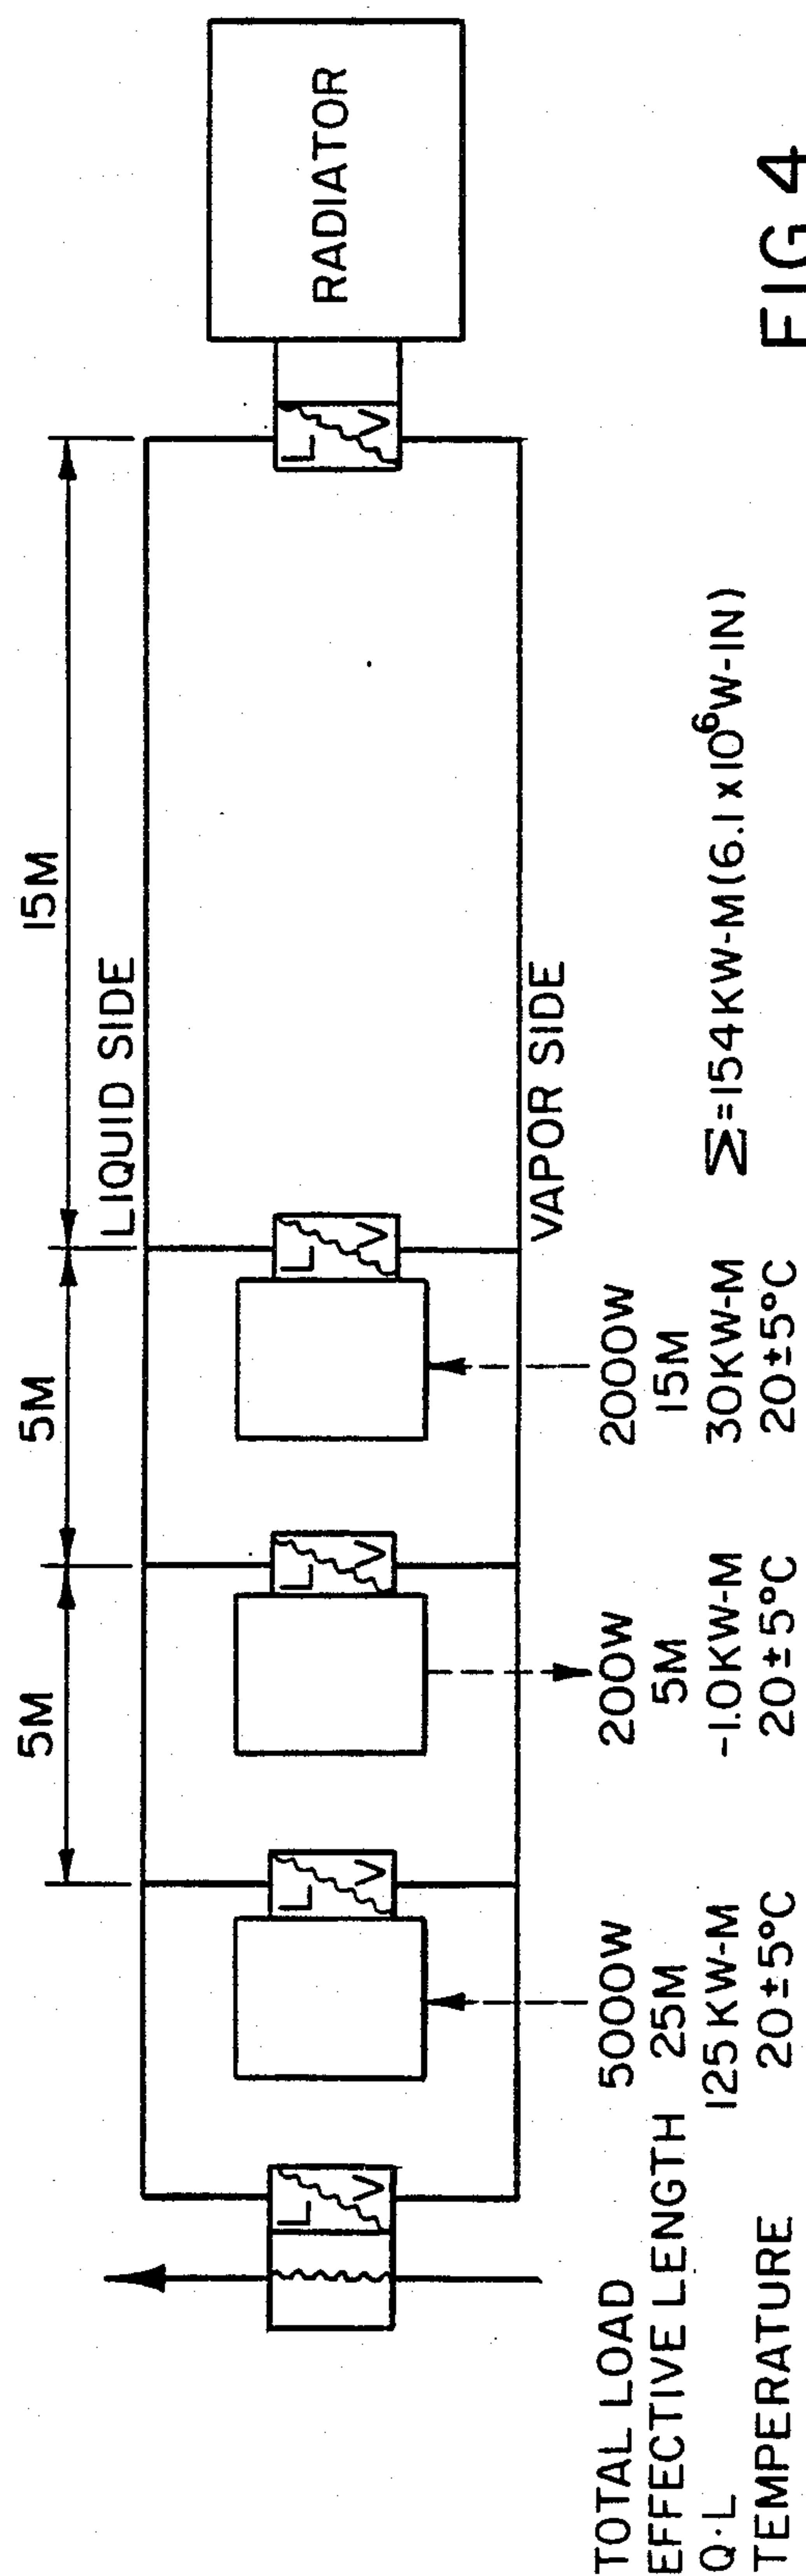 5M
5M
15M
LIQUID SIDE
L
V
L
V
L
V
L
V
L
V
RADIATOR
VAPOR SIDE
TOTAL LOAD 5000W 200W 2000W
EFFECTIVE LENGTH 25M 5M 15M
Q·L 125KW-M -1.0KW-M 30KW-M Σ=154KW-M(6.1x10⁶W-IN)
TEMPERATURE 20±5°C 20±5°C 20±5°C
FIG 4